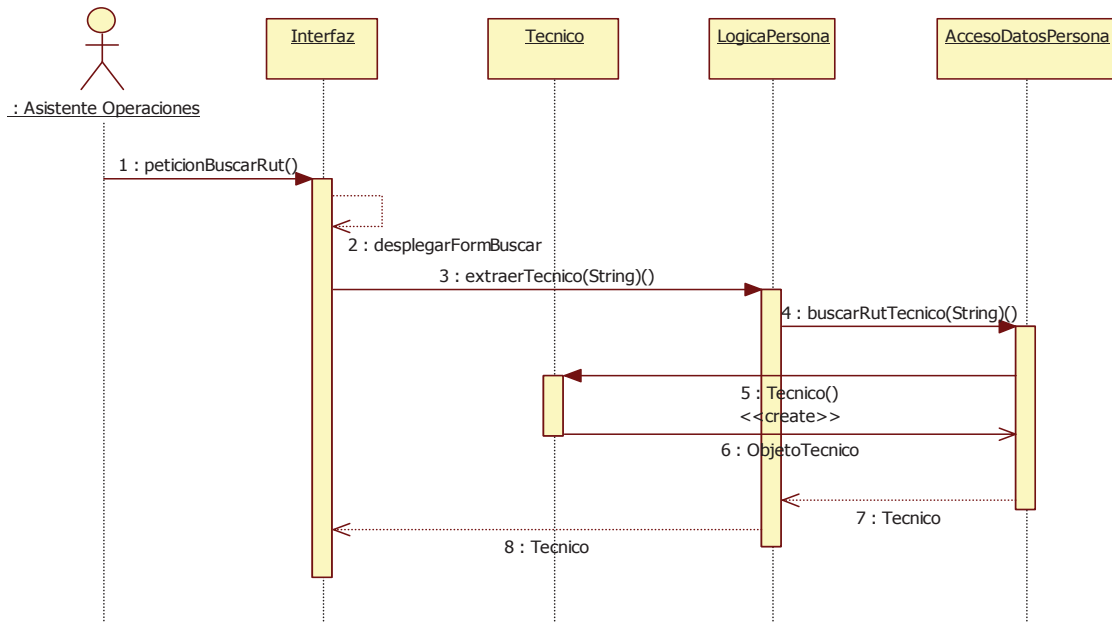 Interfaz
Tecnico
LogicaPersona
AccesoDatosPersona
: Asistente Operaciones
1 : peticionBuscarRut()
2 : desplegarFormBuscar
3 : extraerTecnico(String)()
4 : buscarRutTecnico(String)()
5 : Tecnico()
<<create>>
6 : ObjetoTecnico
7 : Tecnico
8 : Tecnico